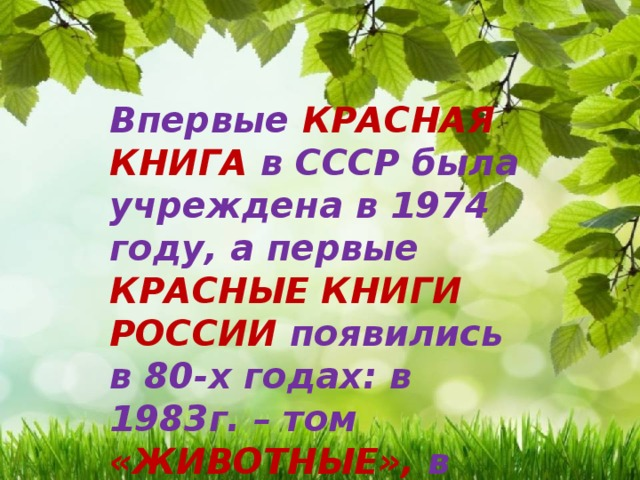 Впервые КРАСНАЯ
КНИГА в СССР была
учреждена в 1974
году, а первые
КРАСНЫЕ КНИГИ
РОССИИ появились
в 80-х годах: в
1983г. – том
«ЖИВОТНЫЕ», в